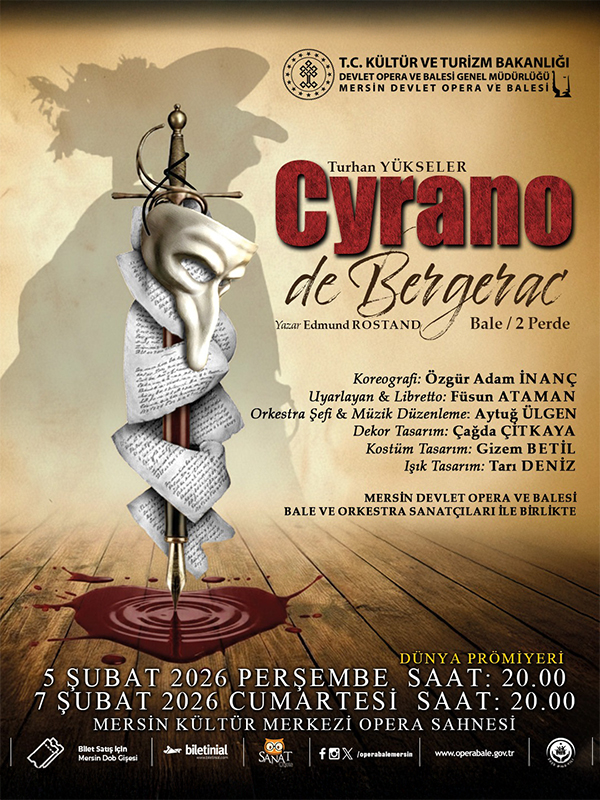 T.C. KÜLTÜR VE TURİZM BAKANLIĞI
DEVLET OPERA VE BALESİ GENEL MÜDÜRLÜĞÜ
MERSİN DEVLET OPERA VE BALESİ
Turhan YÜKSELER
Cyrano
de Bergerac
Yazar Edmund ROSTAND
Bale / 2 Perde
Koreografi: Özgür Adam İNANÇ
Uyarlayan & Libretto: Füsun ATAMAN
Orkestra Şefi & Müzik Düzenleme: Aytuğ ÜLGEN
Dekor Tasarım: Çağda ÇİTKAYA
Kostüm Tasarım: Gizem BETİL
Işık Tasarım: Tarı DENİZ
MERSİN DEVLET OPERA VE BALESİ
BALE VE ORKESTRA SANATÇILARI İLE BİRLİKTE
DÜNYA PRÖMİYERİ
5 ŞUBAT 2026 PERŞEMBE SAAT: 20.00
7 ŞUBAT 2026 CUMARTESİ SAAT: 20.00
MERSİN KÜLTÜR MERKEZİ OPERA SAHNESİ
Bilet Satış İçin
Mersin Dob Gişesi
biletinial
www.biletinial.com
SANAT
/operabalemersin
www.operabale.gov.tr